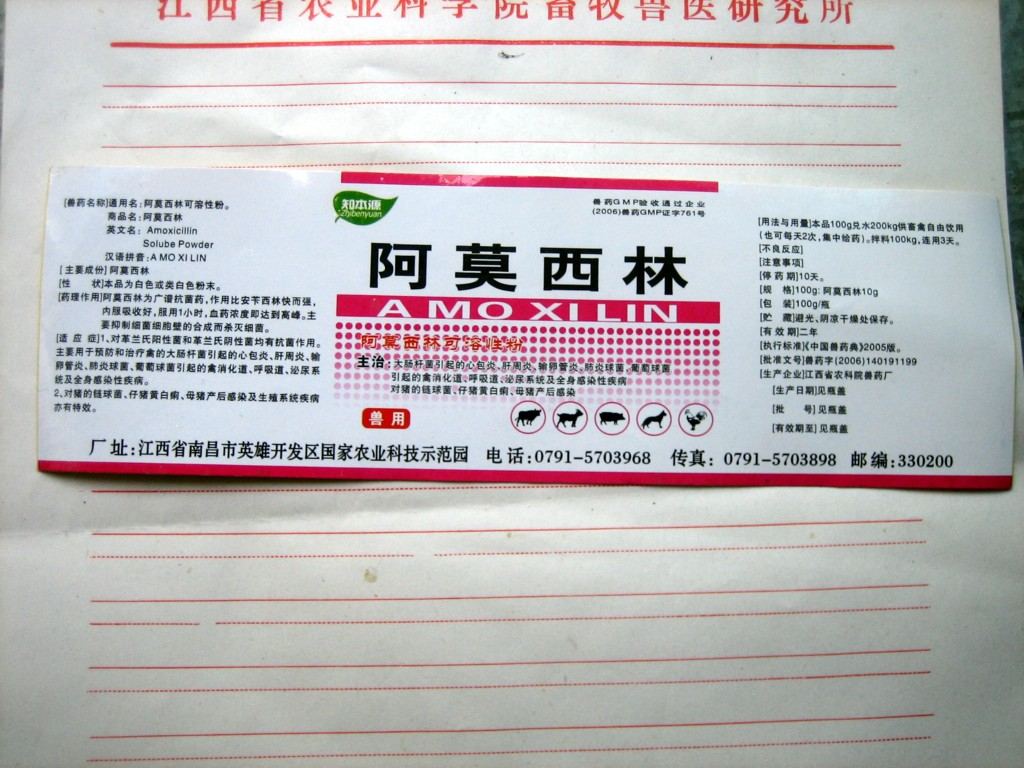 江西省农业科学院畜牧兽医研究所
[兽药名称]通用名:阿莫西林可溶性粉。
商品名:阿莫西林
英文名: Amoxicillin
Solube Powder
汉语拼音:A MO XI LIN
[主要成份]阿莫西林
[性 状]本品为白色或类白色粉末。
[药理作用]阿莫西林为广谱抗菌药,作用比安苄西林快而强,
内服吸收好,服用1小时,血药浓度即达到高峰。主
要抑制细菌细胞壁的合成而杀灭细菌。
[适 应 症]1、对革兰氏阳性菌和革兰氏阴性菌均有抗菌作用。
主要用于预防和治疗禽的大肠杆菌引起的心包炎、肝周炎、输
卵管炎、肺炎球菌、葡萄球菌引起的禽消化道、呼吸道、泌尿系
统及全身感染性疾病。
2、对猪的链球菌、仔猪黄白痢、母猪产后感染及生殖系统疾病
亦有特效。
知本源
Zhibenyuan
兽药GMP验收通过企业
(2006)兽药GMP证字761号
阿莫西林
A MO XI LIN
阿莫西林可溶性粉
主治:大肠杆菌引起的心包炎、肝周炎、输卵管炎。肺炎球菌、葡萄球菌
引起的禽消化道、呼吸道、泌尿系统及全身感染性疾病
对猪的链球菌、仔猪黄白痢、母猪产后感染
兽用
[用法与用量]本品100g兑水200kg供畜禽自由饮用
(也可每天2次,集中给药)。拌料100kg,连用3天。
[不良反应]
[注意事项]
[停 药 期]10天。
[规 格]100g: 阿莫西林10g
[包 装]100g/瓶
[贮 藏]避光、阴凉干燥处保存。
[有 效 期]二年
[执行标准]《中国兽药典》2005版。
[批准文号]兽药字(2006)140191199
[生产企业]江西省农科院兽药厂
[生产日期]见瓶盖
[批 号]见瓶盖
[有效期至]见瓶盖
厂址:江西省南昌市英雄开发区国家农业科技示范园 电话:0791-5703968 传真: 0791-5703898 邮编:330200